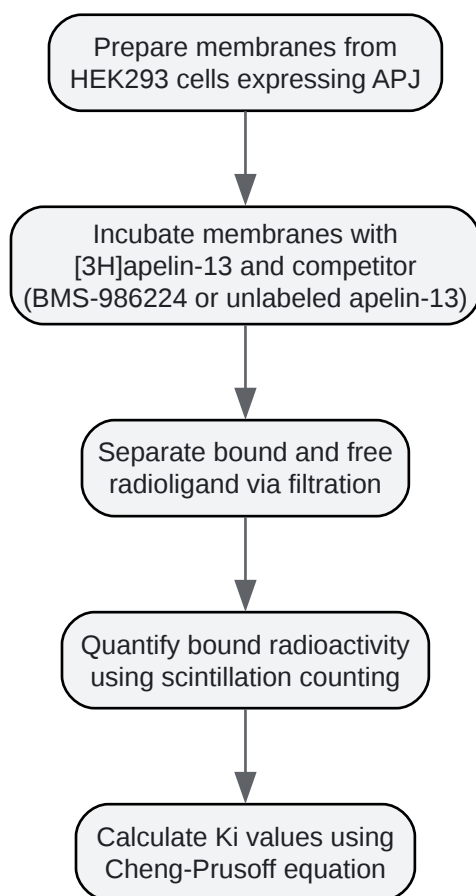 Prepare membranes from
HEK293 cells expressing APJ
Incubate membranes with
[3H]apelin-13 and competitor
(BMS-986224 or unlabeled apelin-13)
Separate bound and free
radioligand via filtration
Quantify bound radioactivity
using scintillation counting
Calculate Ki values using
Cheng-Prusoff equation